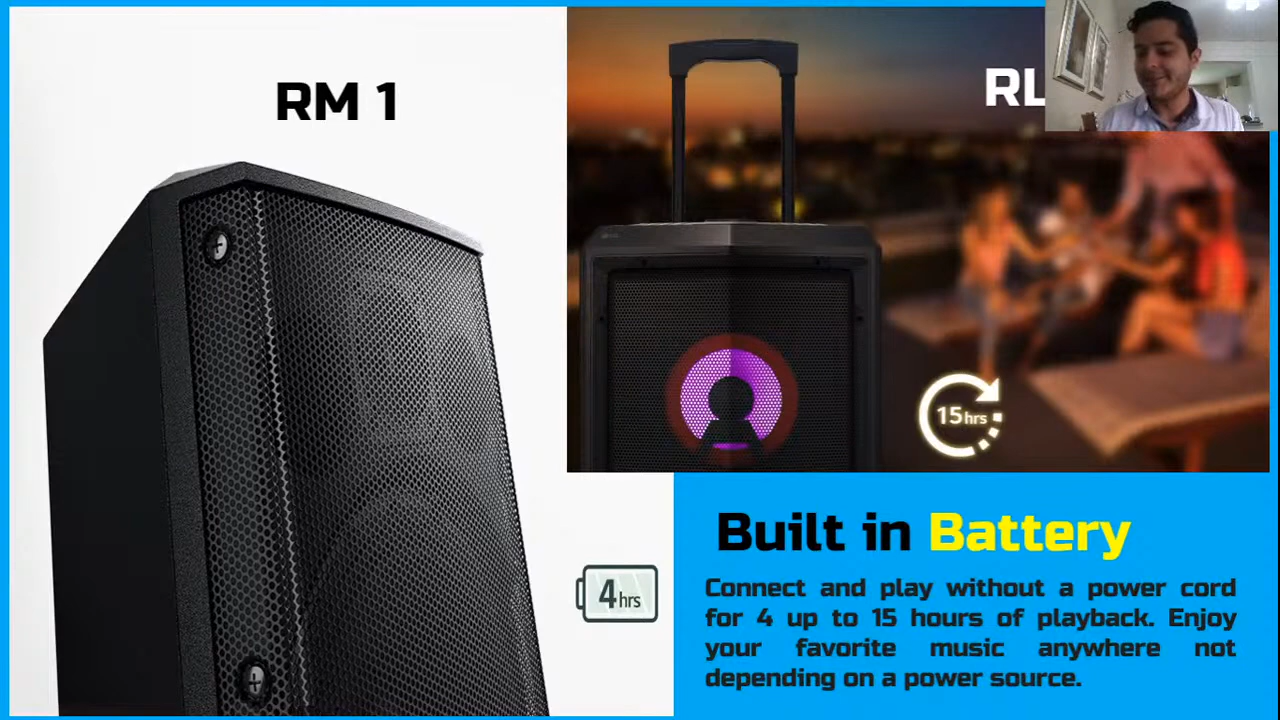 RM 1
RL
15hrs
4hrs
Built in Battery
Connect and play without a power cord
for 4 up to 15 hours of playback. Enjoy
your favorite music anywhere not
depending on a power source.